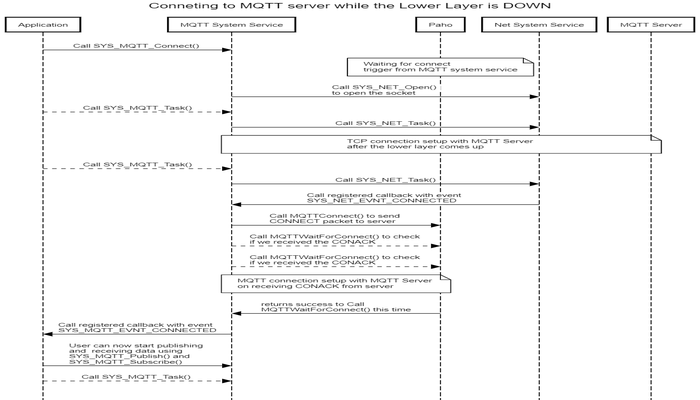 Conneting to MQTT server while the Lower Layer is DOWN
Application
MQTT System Service
Paho
Net System Service
MQTT Server
Call SYS_MQTT_Connect()
Waiting for connect
trigger from MQTT system service
Call SYS_NET_Open()
to open the socket
Call SYS_MQTT_Task()
Call SYS_NET_Task()
TCP connection setup with MQTT Server
after the lower layer comes up
Call SYS_MQTT_Task()
Call SYS_NET_Task()
Call registered callback with event
SYS_NET_EVNT_CONNECTED
Call MQTTConnect() to send
CONNECT packet to server
Call MQTTWaitForConnect() to check
if we received the CONACK
Call MQTTWaitForConnect() to check
if we received the CONACK
MQTT connection setup with MQTT Server
on receiving CONACK from server
returns success to Call
MQTTWaitForConnect() this time
Call registered callback with event
SYS_MQTT_EVNT_CONNECTED
User can now start publishing
and receiving data using
SYS_MQTT_Publish() and
SYS_MQTT_Subscribe()
Call SYS_MQTT_Task()